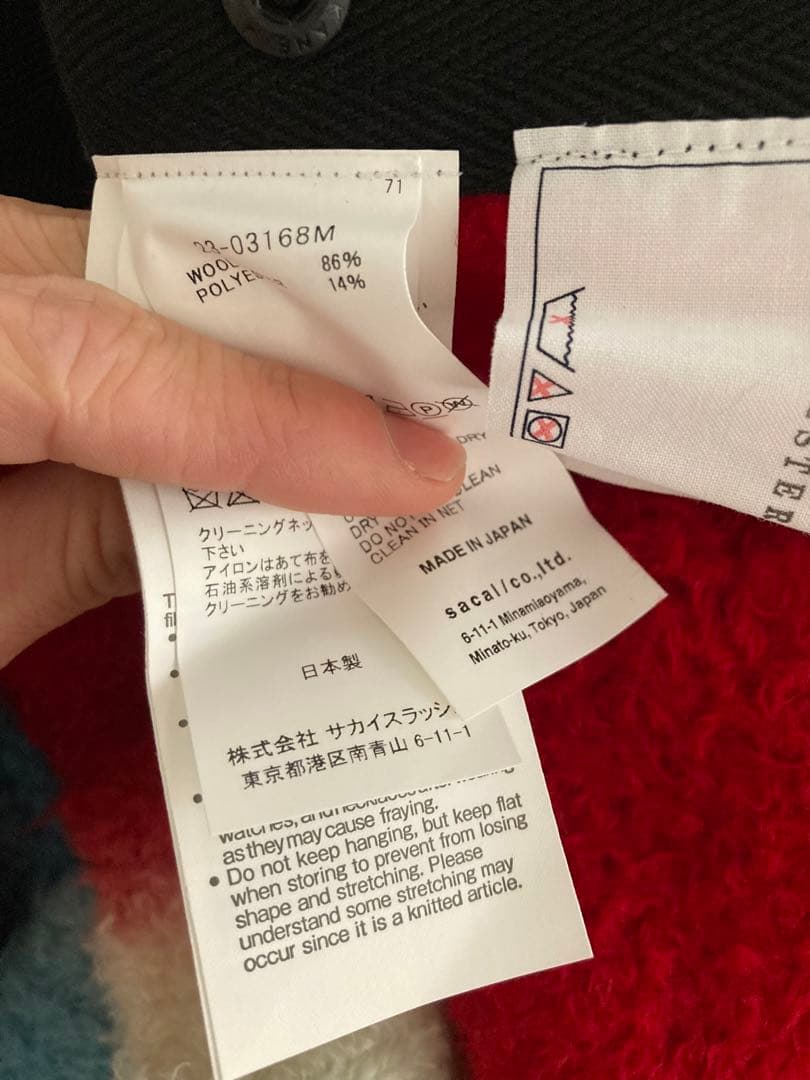 71
-03168M
WOOL 86%
14%
P W
DRY
CLEAN
DRY
DO NOT
CLEAN IN NET
MADE IN JAPAN
sacai/co.,ltd.
6-11-1 Minamiaoyama,
Minato-ku, Tokyo, Japan
クリーニングネッ
下さい
アイロンはあて布を
石油系溶剤による
クリーニングをお勧め
日本製
株式会社 サカイスラッシ
東京都港区南青山 6-11-1
as they may cause fraying.
• Do not keep hanging, but keep flat
when storing to prevent from losing
shape and stretching. Please
understand some stretching may
occur since it is a knitted article.
STER